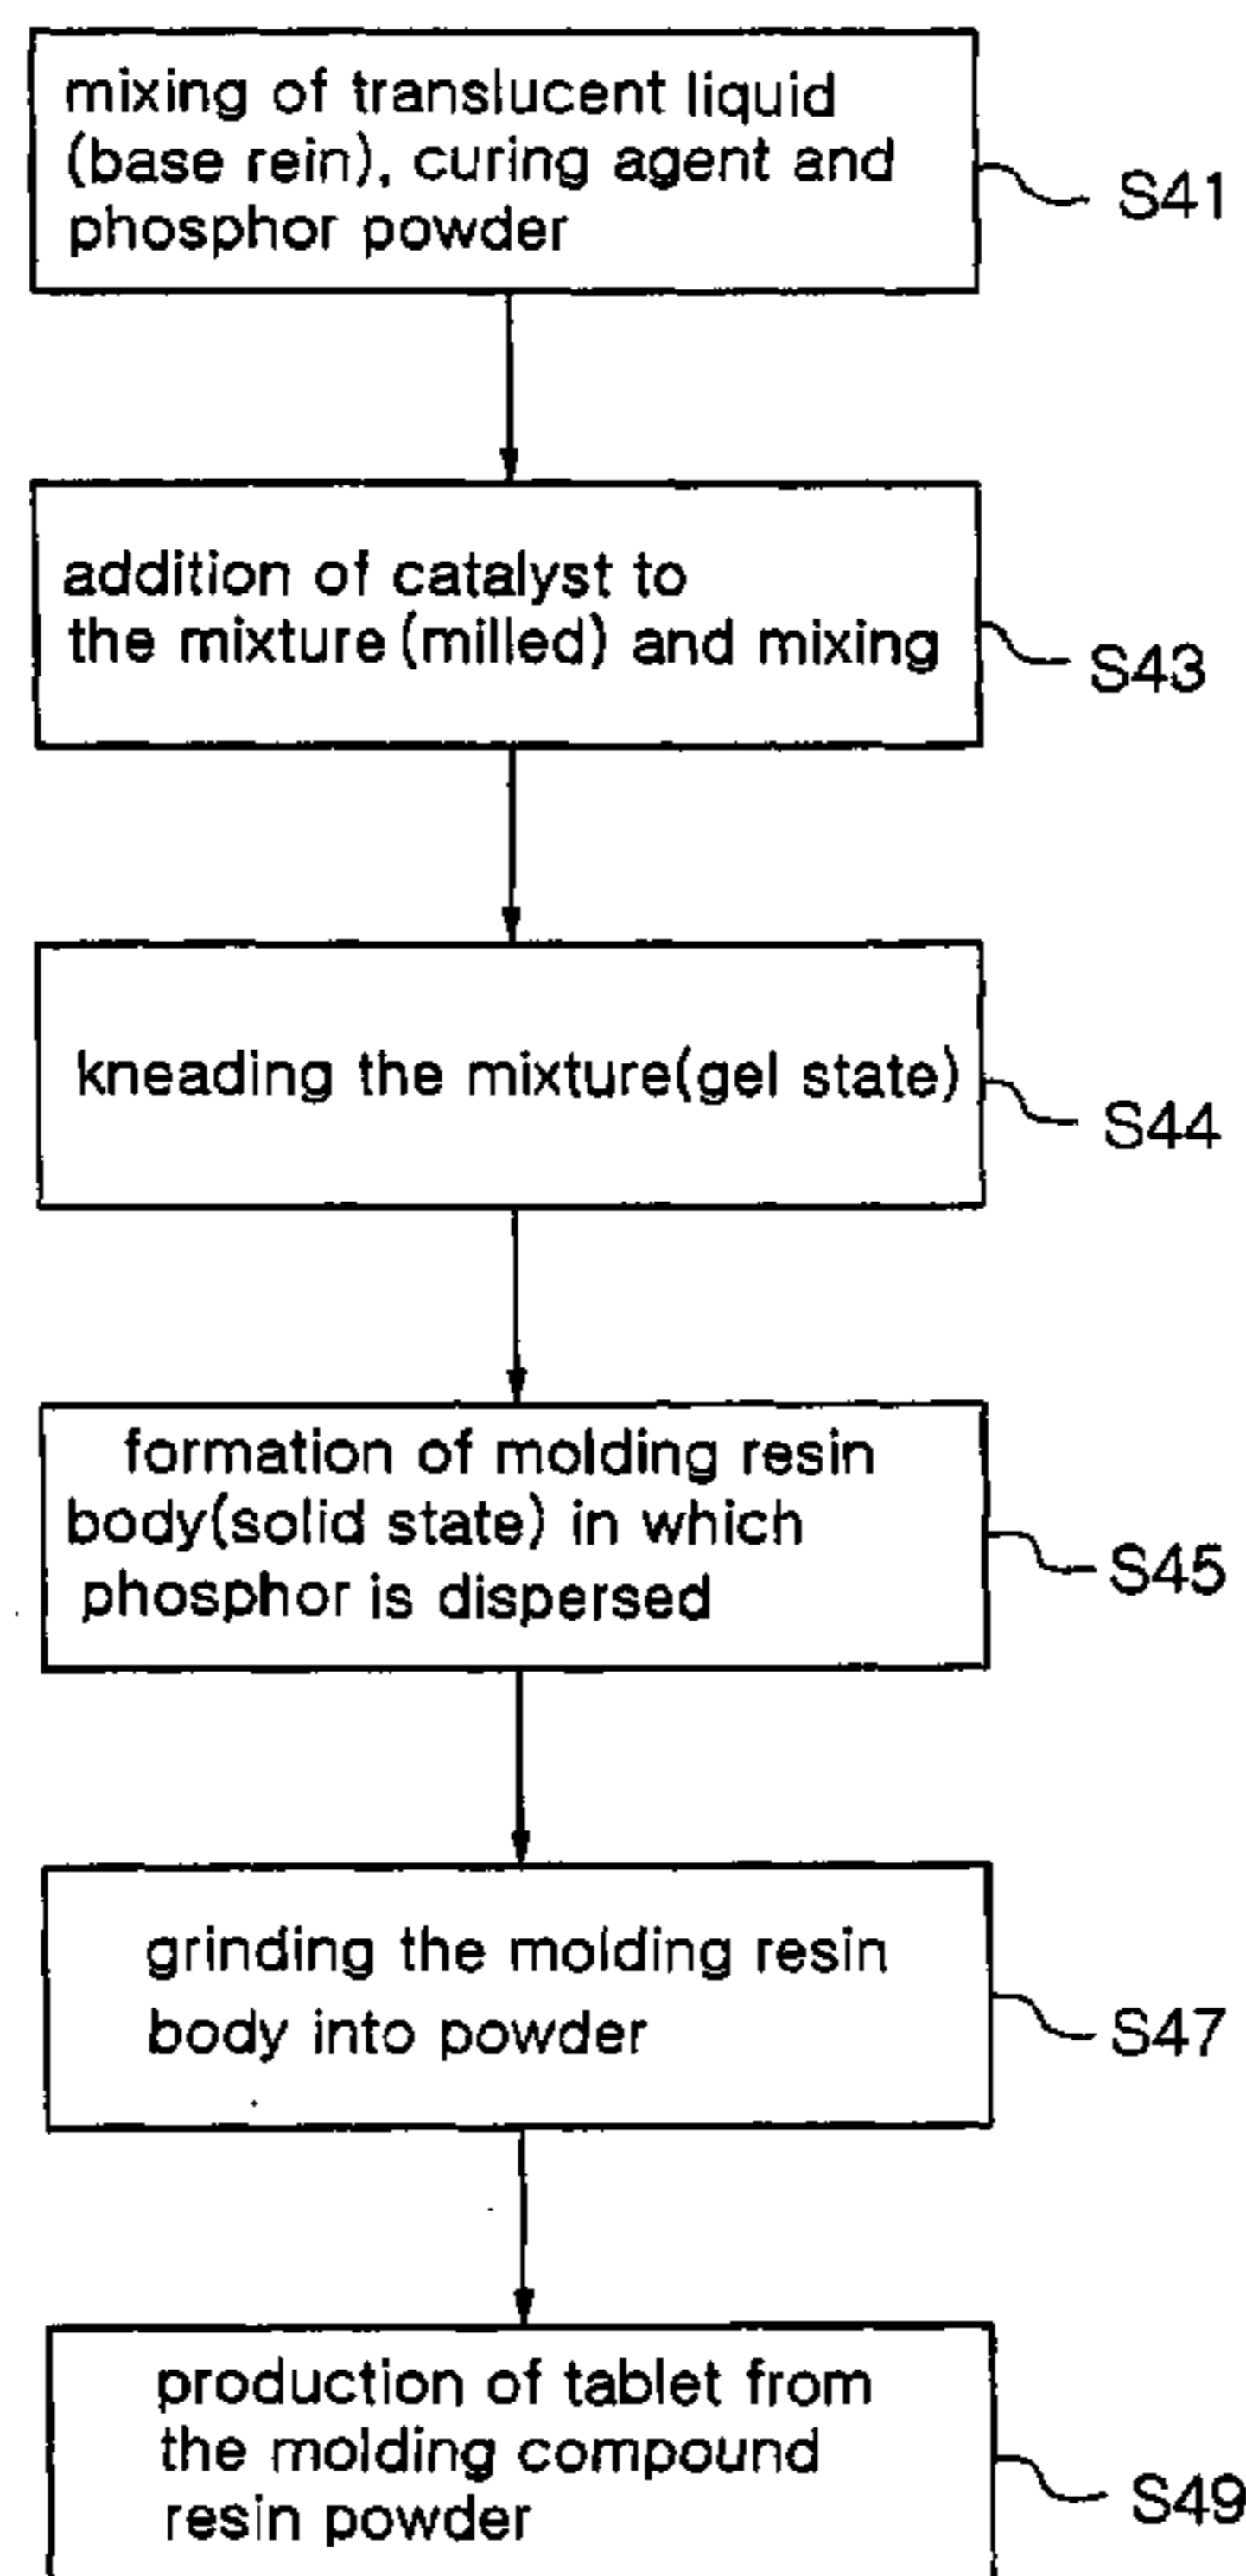 mixing of translucent liquid
(base rein), curing agent and
phosphor powder
S41
addition of catalyst to
the mixture (milled) and mixing
S43
kneading the mixture(gel state)
S44
formation of molding resin
body(solid state) in which
phosphor is dispersed
S45
grinding the molding resin
body into powder
S47
production of tablet from
the molding compound
resin powder
S49